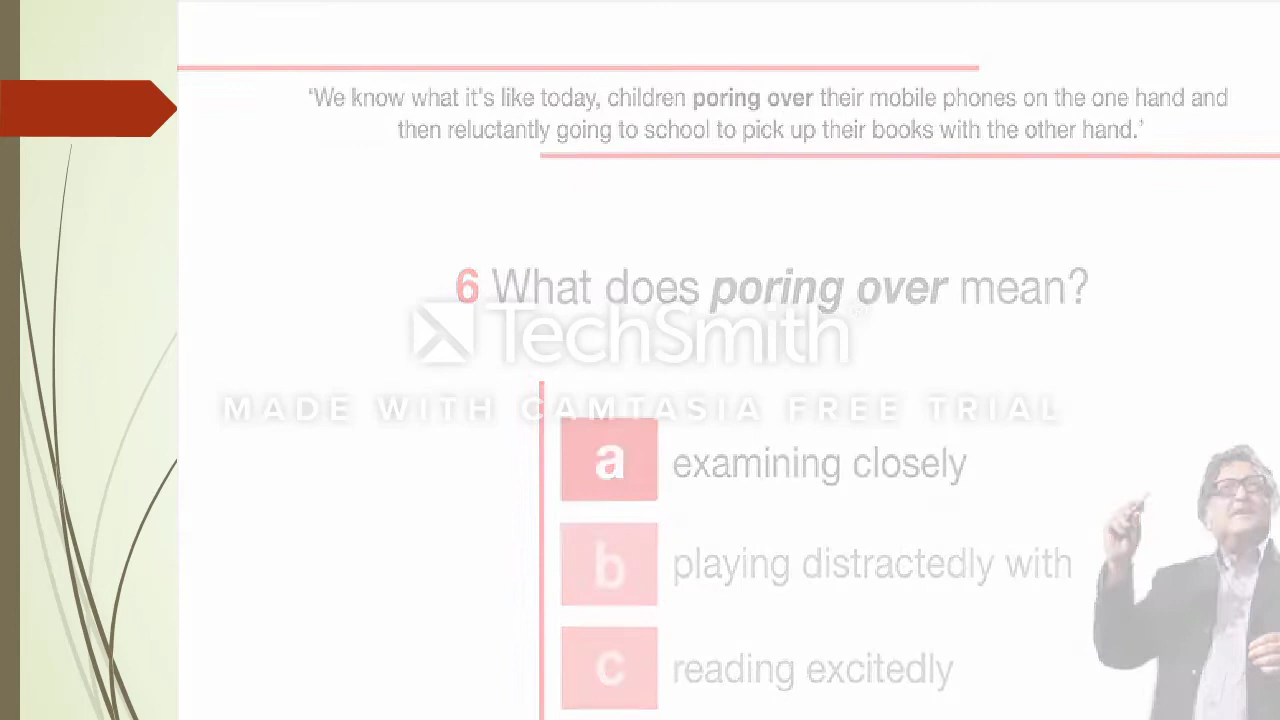 ‘We know what it's like today, children poring over their mobile phones on the one hand and
then reluctantly going to school to pick up their books with the other hand.’
6 What does poring over mean?
TechSmith
MADE WITH CAMTASIA FREE TRIAL
a examining closely
b playing distractedly with
c reading excitedly